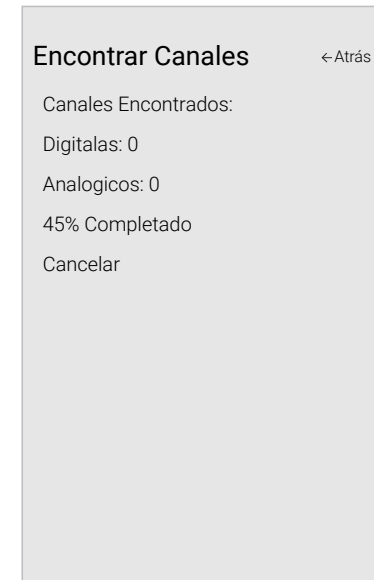 Encontrar Canales ←Atrás
Canales Encontrados:
Digitalas: 0
Analogicos: 0
45% Completado
Cancelar